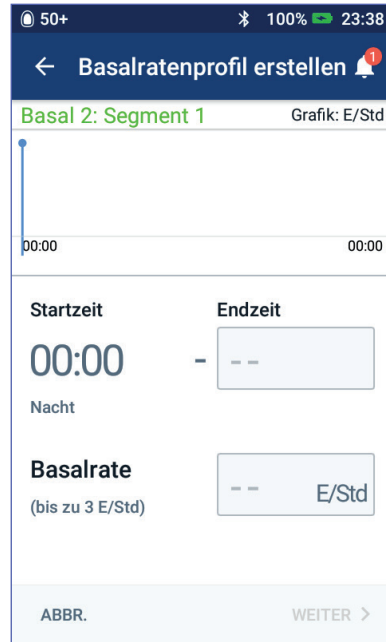 50+ 100% 23:38
Basalratenprofil erstellen 1
Basal 2: Segment 1 Grafik: E/Std
00:00 00:00
Startzeit Endzeit
00:00 - --
Nacht
Basalrate
(bis zu 3 E/Std) -- E/Std
ABBR. WEITER >